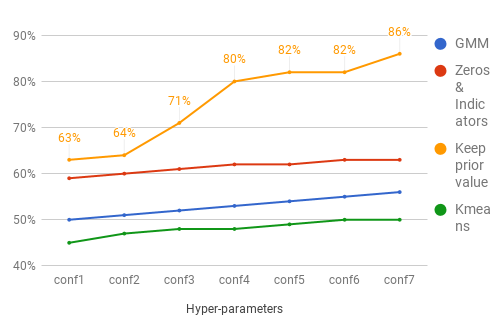 90%
80%
70%
60%
50%
40%
63%
64%
71%
80%
82%
82%
86%
conf1 conf2 conf3 conf4 conf5 conf6 conf7
Hyper-parameters
GMM
Zeros
&
Indic
ators
Keep
prior
value
Kmea
ns